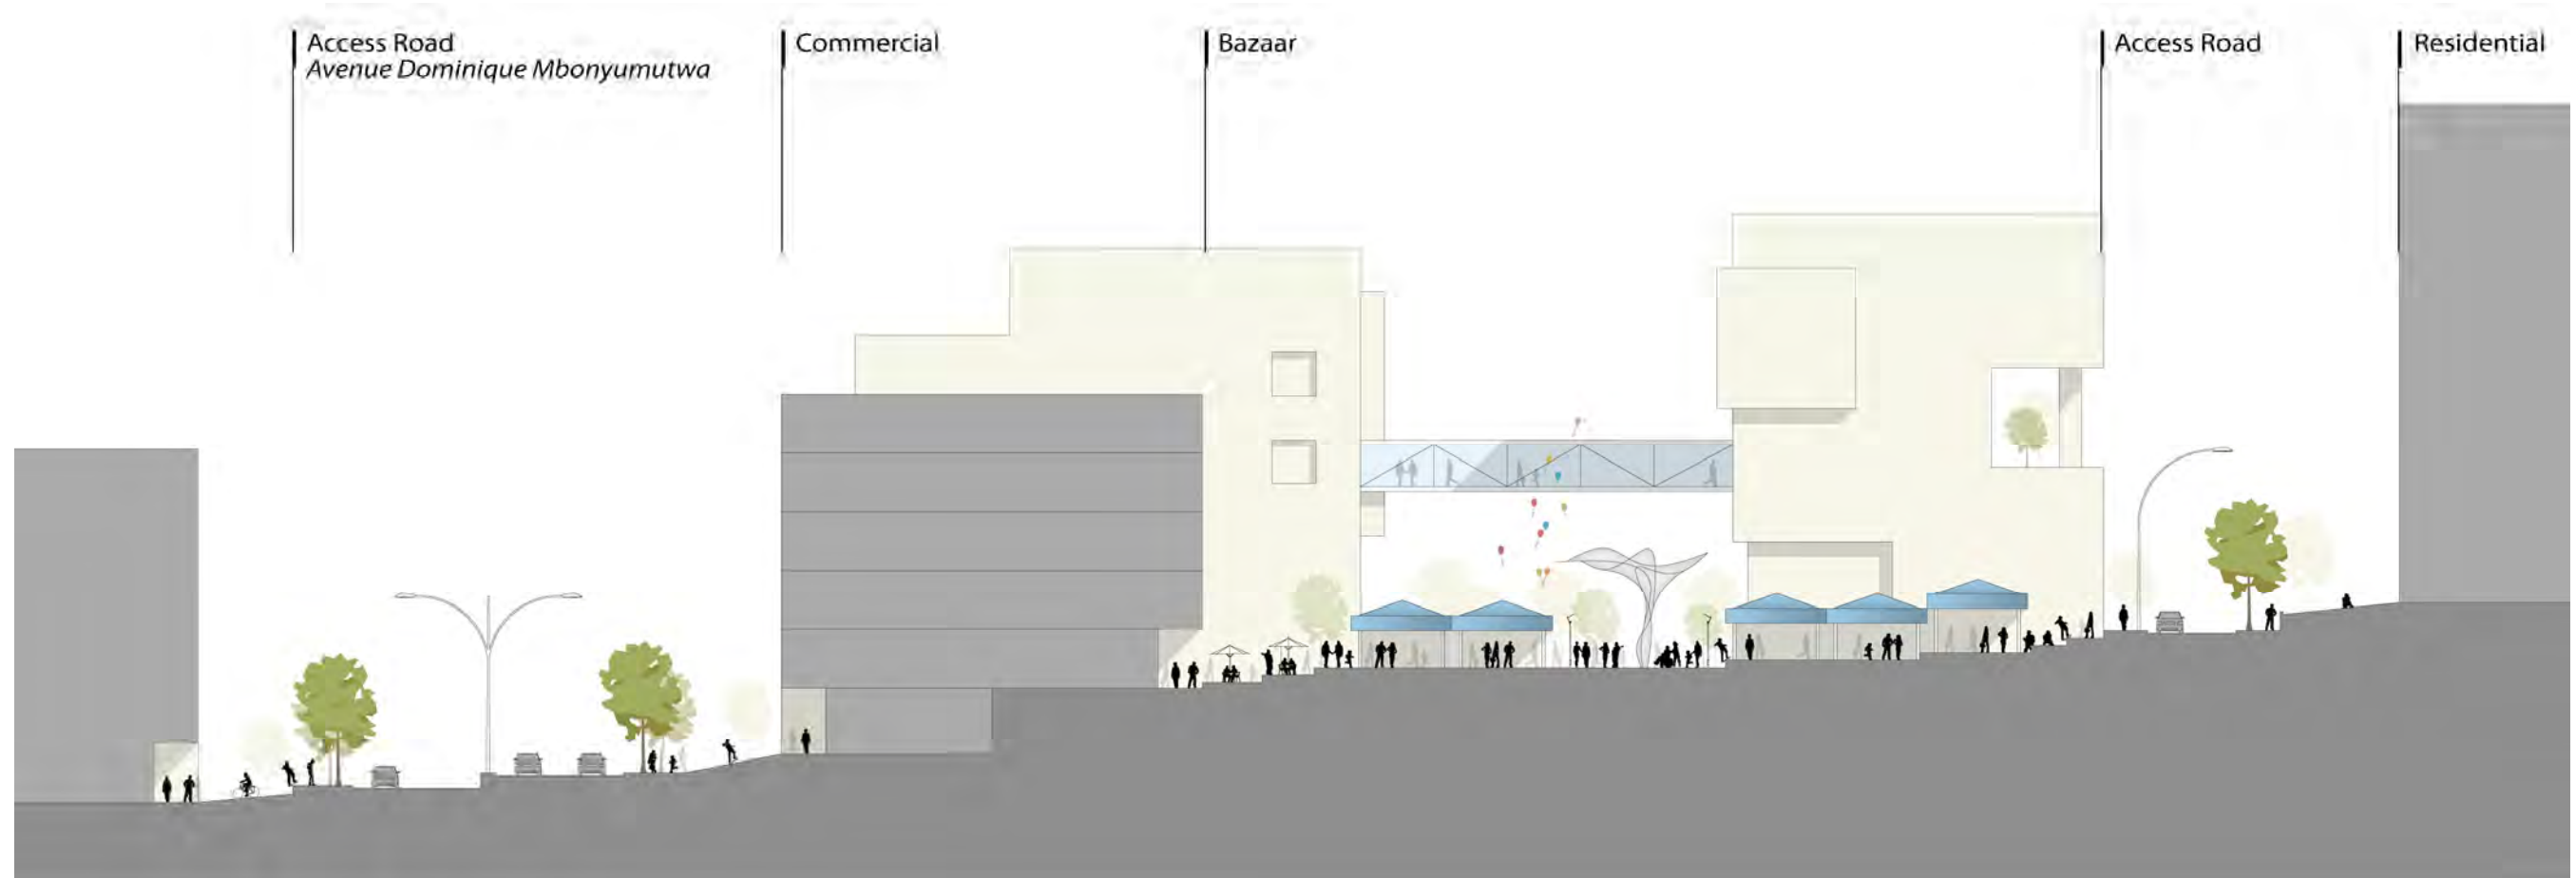 Access Road
Avenue Dominique Mbonyumutwa
Commercial
Bazaar
Access Road
Residential